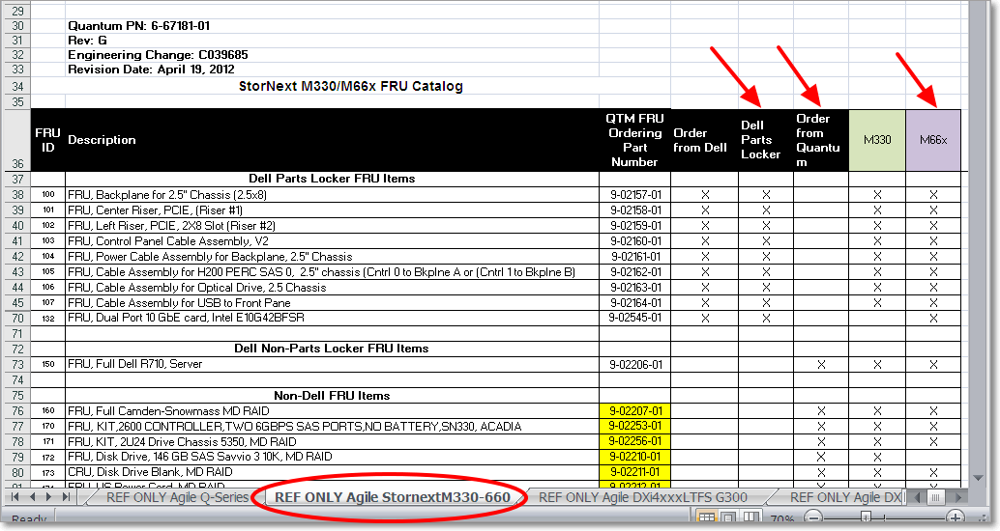 29
30 Quantum PN: 6-67181-01
31 Rev: G
32 Engineering Change: C039685
33 Revision Date: April 19, 2012
34 StorNext M330/M66x FRU Catalog
35
36 FRU ID Description QTM FRU Ordering Part Number Order from Dell Dell Parts Locker Order from Quantum M330 M66x
37 Dell Parts Locker FRU Items
38 100 FRU, Backplane for 2.5" Chassis (2.5x8) 9-02157-01 X X X X
39 101 FRU, Center Riser, PCIE, (Riser #1) 9-02158-01 X X X X
40 102 FRU, Left Riser, PCIE, 2X8 Slot (Riser #2) 9-02159-01 X X X X
41 103 FRU, Control Panel Cable Assembly, V2 9-02160-01 X X X X
42 104 FRU, Power Cable Assembly for Backplane, 2.5" Chassis 9-02161-01 X X X X
43 105 FRU, Cable Assembly for H200 PERC SAS 0, 2.5" chassis (Cntrl 0 to Bkplne A or (Cntrl 1 to Bkplne B) 9-02162-01 X X X X
44 106 FRU, Cable Assembly for Optical Drive, 2.5 Chassis 9-02163-01 X X X X
45 107 FRU, Cable Assembly for USB to Front Pane 9-02164-01 X X X X
70 132 FRU, Dual Port 10 GbE card, Intel E10G42BFSR 9-02545-01 X X X
71
72 Dell Non-Parts Locker FRU Items
73 150 FRU, Full Dell R710, Server 9-02206-01 X X X
74
75 Non-Dell FRU Items
76 160 FRU, Full Camden-Snowmass MD RAID 9-02207-01 X X X
77 170 FRU, KIT,2600 CONTROLLER,TWO 6GBPS SAS PORTS,NO BATTERY,SN330, ACADIA 9-02253-01 X X X
78 171 FRU, KIT, 2U24 Drive Chassis 5350, MD RAID 9-02256-01 X X X
79 172 FRU, Disk Drive, 146 GB SAS Savvio 3 10K, MD RAID 9-02210-01 X X
80 173 CRU, Disk Drive Blank, MD RAID 9-02211-01 X X X
REF ONLY Agile Q-Series REF ONLY Agile StornextM330-660 REF ONLY Agile DXi4xxxLTFS G300 REF ONLY Agile DX
Ready 70%